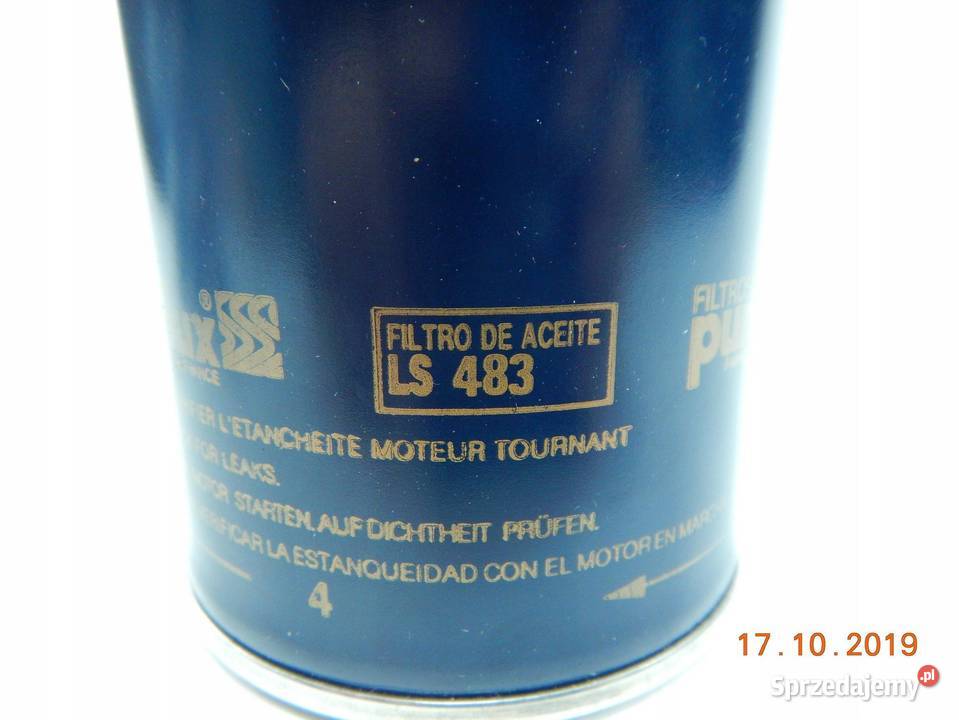 ®
FILTRO DE ACEITE
LS 483
L'ETANCHEITE MOTEUR TOURNANT
FOR LEAKS.
STARTEN. AUF DICHTHEIT PRÜFEN.
LA ESTANQUEIDAD CON EL MOTOR EN
4
17.10.2019
Sprzedajemy.pl